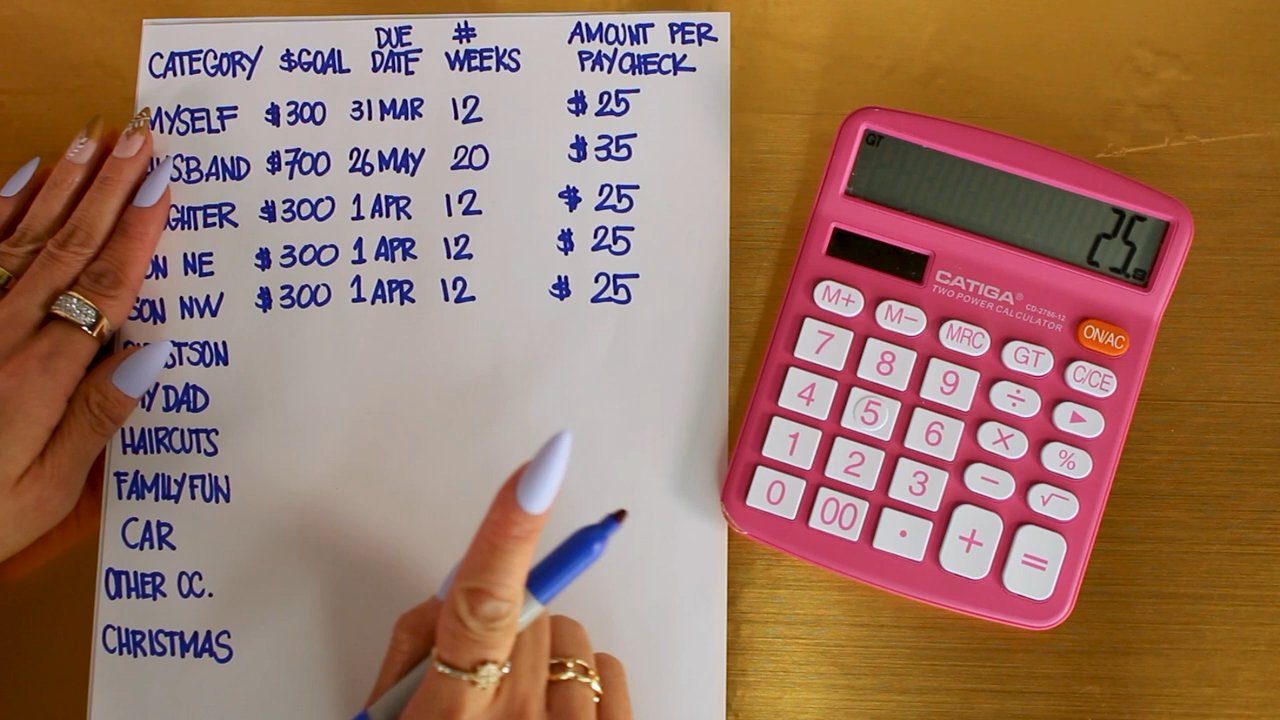 CATEGORY $GOAL DUE DATE # WEEKS AMOUNT PER PAYCHECK
MYSELF $300 31 MAR 12 $25
SBAND $700 26 MAY 20 $35
GHTER $300 1 APR 12 $25
ON NE $300 1 APR 12 $25
SON NW $300 1 APR 12 $25
STSON
Y DAD
HAIRCUTS
FAMILY FUN
CAR
OTHER OC.
CHRISTMAS
GT
25.
CATIGA®
TWO POWER CALCULATOR
CD-2786-12
M+ M- MRC GT ON/AC
7 8 9 ÷ C/CE
4 5 6 × ▶
1 2 3 - %
0 00 . + = √